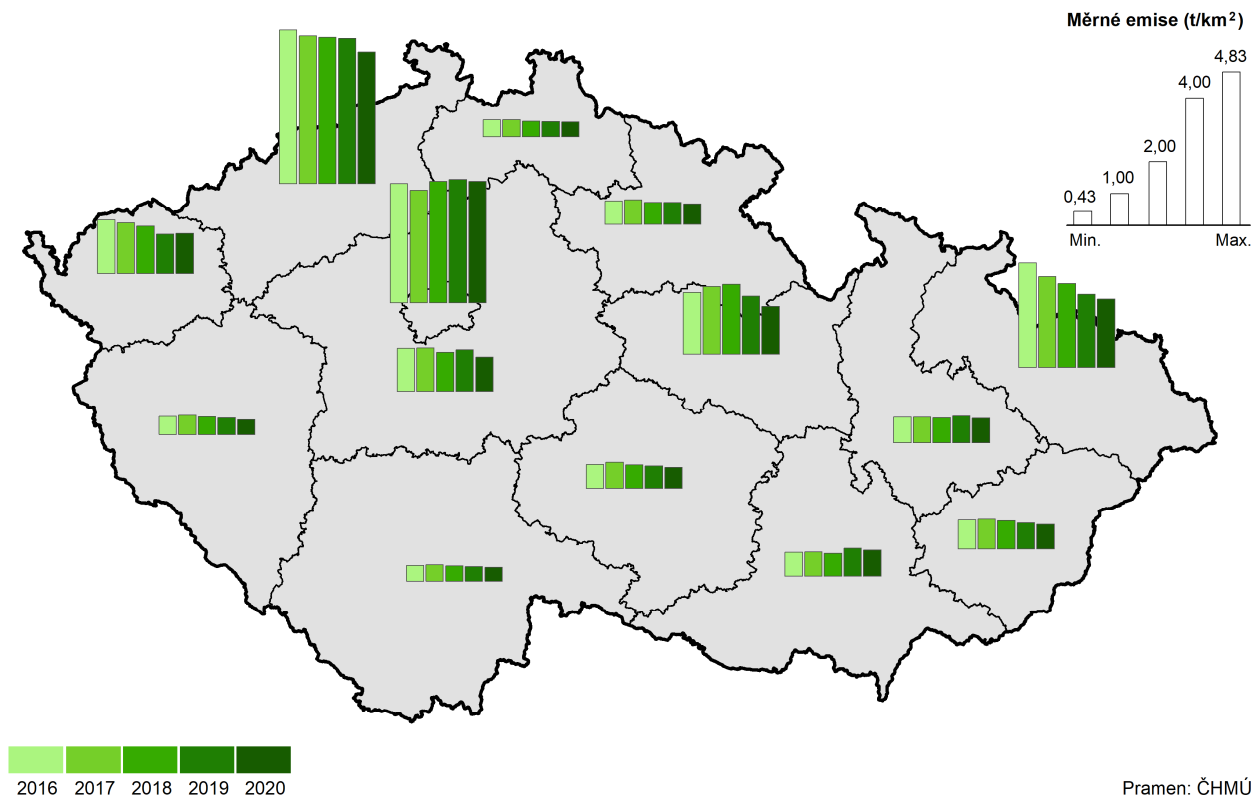 Měrné emise (t/km²)
4,83
4,00
2,00
1,00
0,43
Min. Max.
2016 2017 2018 2019 2020
Pramen: ČHMÚ